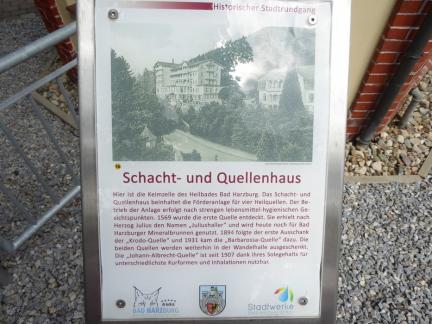 Historischer Stadtrundgang
Schacht- und Quellenhaus
Hier ist die Keimzelle des Heilbades Bad Harzburg. Das Schacht- und
Quellenhaus beinhaltet die Förderanlage für vier Heilquellen. Der Be-
trieb der Anlage erfolgt nach strengen lebensmittel-hygienischen Ge-
sichtspunkten. 1569 wurde die erste Quelle entdeckt. Sie erhielt nach
Herzog Julius den Namen „Juliushaller" und wird heute noch für Bad
Harzburger Mineralbrunnen genutzt. 1894 folgte der erste Ausschank
der „Krodo-Quelle" und 1931 kam die „Barbarossa-Quelle" dazu. Die
beiden Quellen werden weiterhin in der Wandelhalle ausgeschenkt.
Die „Johann-Albrecht-Quelle" ist seit 1907 dank ihres Solegehalts für
unterschiedlichste Kurformen und Inhalationen nutzbar.
BAD HARZBURG
Stadtwerke